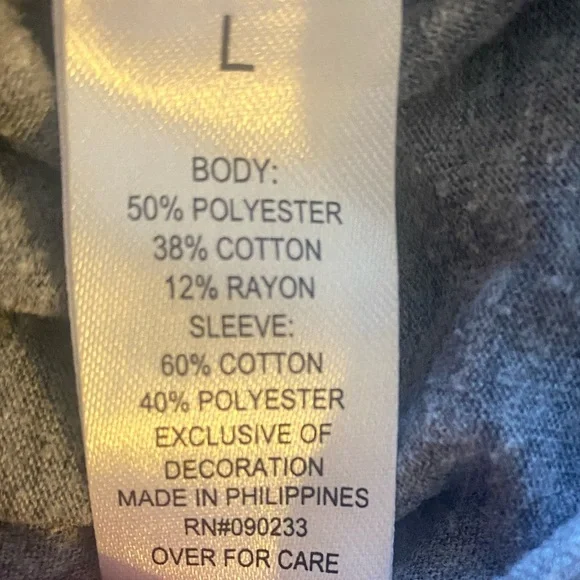 L
BODY:
50% POLYESTER
38% COTTON
12% RAYON
SLEEVE:
60% COTTON
40% POLYESTER
EXCLUSIVE OF
DECORATION
MADE IN PHILIPPINES
RN#090233
OVER FOR CARE